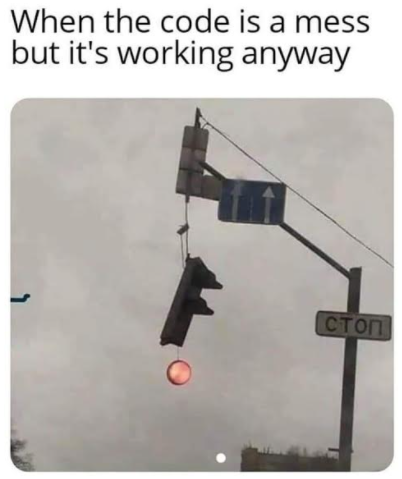 When the code is a mess
but it's working anyway
СТОП